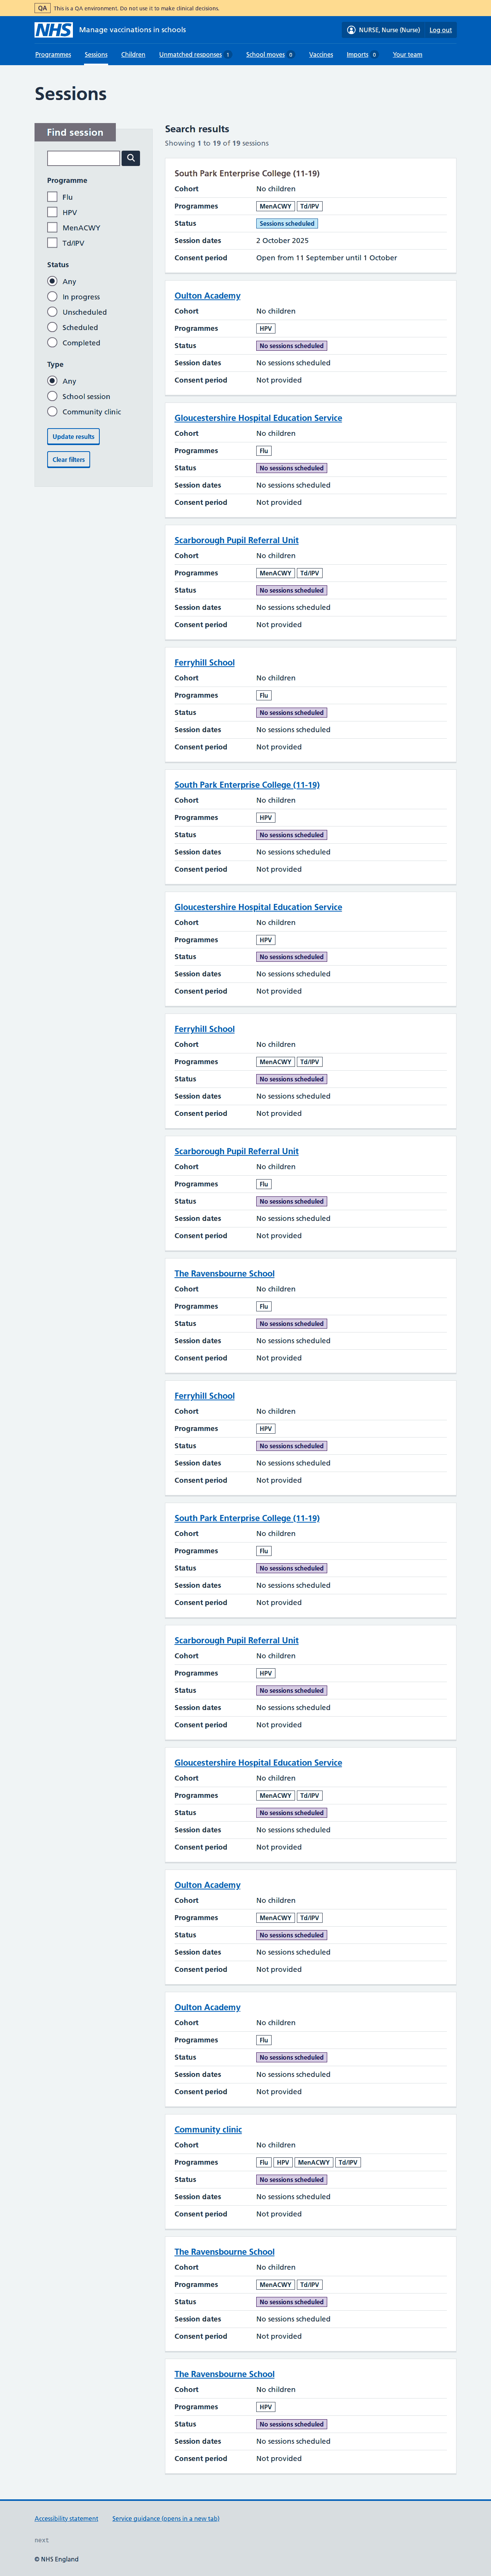 QA This is a QA environment. Do not use it to make clinical decisions.
NHS Manage vaccinations in schools
NURSE, Nurse (Nurse) Log out
Programmes Sessions Children Unmatched responses 1 School moves 0 Vaccines Imports 0 Your team
Sessions
Find session
Programme
Flu
HPV
MenACWY
Td/IPV
Status
Any
In progress
Unscheduled
Scheduled
Completed
Type
Any
School session
Community clinic
Update results
Clear filters
Search results
Showing 1 to 19 of 19 sessions
South Park Enterprise College (11-19)
Cohort No children
Programmes MenACWY Td/IPV
Status Sessions scheduled
Session dates 2 October 2025
Consent period Open from 11 September until 1 October
Oulton Academy
Cohort No children
Programmes HPV
Status No sessions scheduled
Session dates No sessions scheduled
Consent period Not provided
Gloucestershire Hospital Education Service
Cohort No children
Programmes Flu
Status No sessions scheduled
Session dates No sessions scheduled
Consent period Not provided
Scarborough Pupil Referral Unit
Cohort No children
Programmes MenACWY Td/IPV
Status No sessions scheduled
Session dates No sessions scheduled
Consent period Not provided
Ferryhill School
Cohort No children
Programmes Flu
Status No sessions scheduled
Session dates No sessions scheduled
Consent period Not provided
South Park Enterprise College (11-19)
Cohort No children
Programmes HPV
Status No sessions scheduled
Session dates No sessions scheduled
Consent period Not provided
Gloucestershire Hospital Education Service
Cohort No children
Programmes HPV
Status No sessions scheduled
Session dates No sessions scheduled
Consent period Not provided
Ferryhill School
Cohort No children
Programmes MenACWY Td/IPV
Status No sessions scheduled
Session dates No sessions scheduled
Consent period Not provided
Scarborough Pupil Referral Unit
Cohort No children
Programmes Flu
Status No sessions scheduled
Session dates No sessions scheduled
Consent period Not provided
The Ravensbourne School
Cohort No children
Programmes Flu
Status No sessions scheduled
Session dates No sessions scheduled
Consent period Not provided
Ferryhill School
Cohort No children
Programmes HPV
Status No sessions scheduled
Session dates No sessions scheduled
Consent period Not provided
South Park Enterprise College (11-19)
Cohort No children
Programmes Flu
Status No sessions scheduled
Session dates No sessions scheduled
Consent period Not provided
Scarborough Pupil Referral Unit
Cohort No children
Programmes HPV
Status No sessions scheduled
Session dates No sessions scheduled
Consent period Not provided
Gloucestershire Hospital Education Service
Cohort No children
Programmes MenACWY Td/IPV
Status No sessions scheduled
Session dates No sessions scheduled
Consent period Not provided
Oulton Academy
Cohort No children
Programmes MenACWY Td/IPV
Status No sessions scheduled
Session dates No sessions scheduled
Consent period Not provided
Oulton Academy
Cohort No children
Programmes Flu
Status No sessions scheduled
Session dates No sessions scheduled
Consent period Not provided
Community clinic
Cohort No children
Programmes Flu HPV MenACWY Td/IPV
Status No sessions scheduled
Session dates No sessions scheduled
Consent period Not provided
The Ravensbourne School
Cohort No children
Programmes MenACWY Td/IPV
Status No sessions scheduled
Session dates No sessions scheduled
Consent period Not provided
The Ravensbourne School
Cohort No children
Programmes HPV
Status No sessions scheduled
Session dates No sessions scheduled
Consent period Not provided
Accessibility statement Service guidance (opens in a new tab)
next
© NHS England